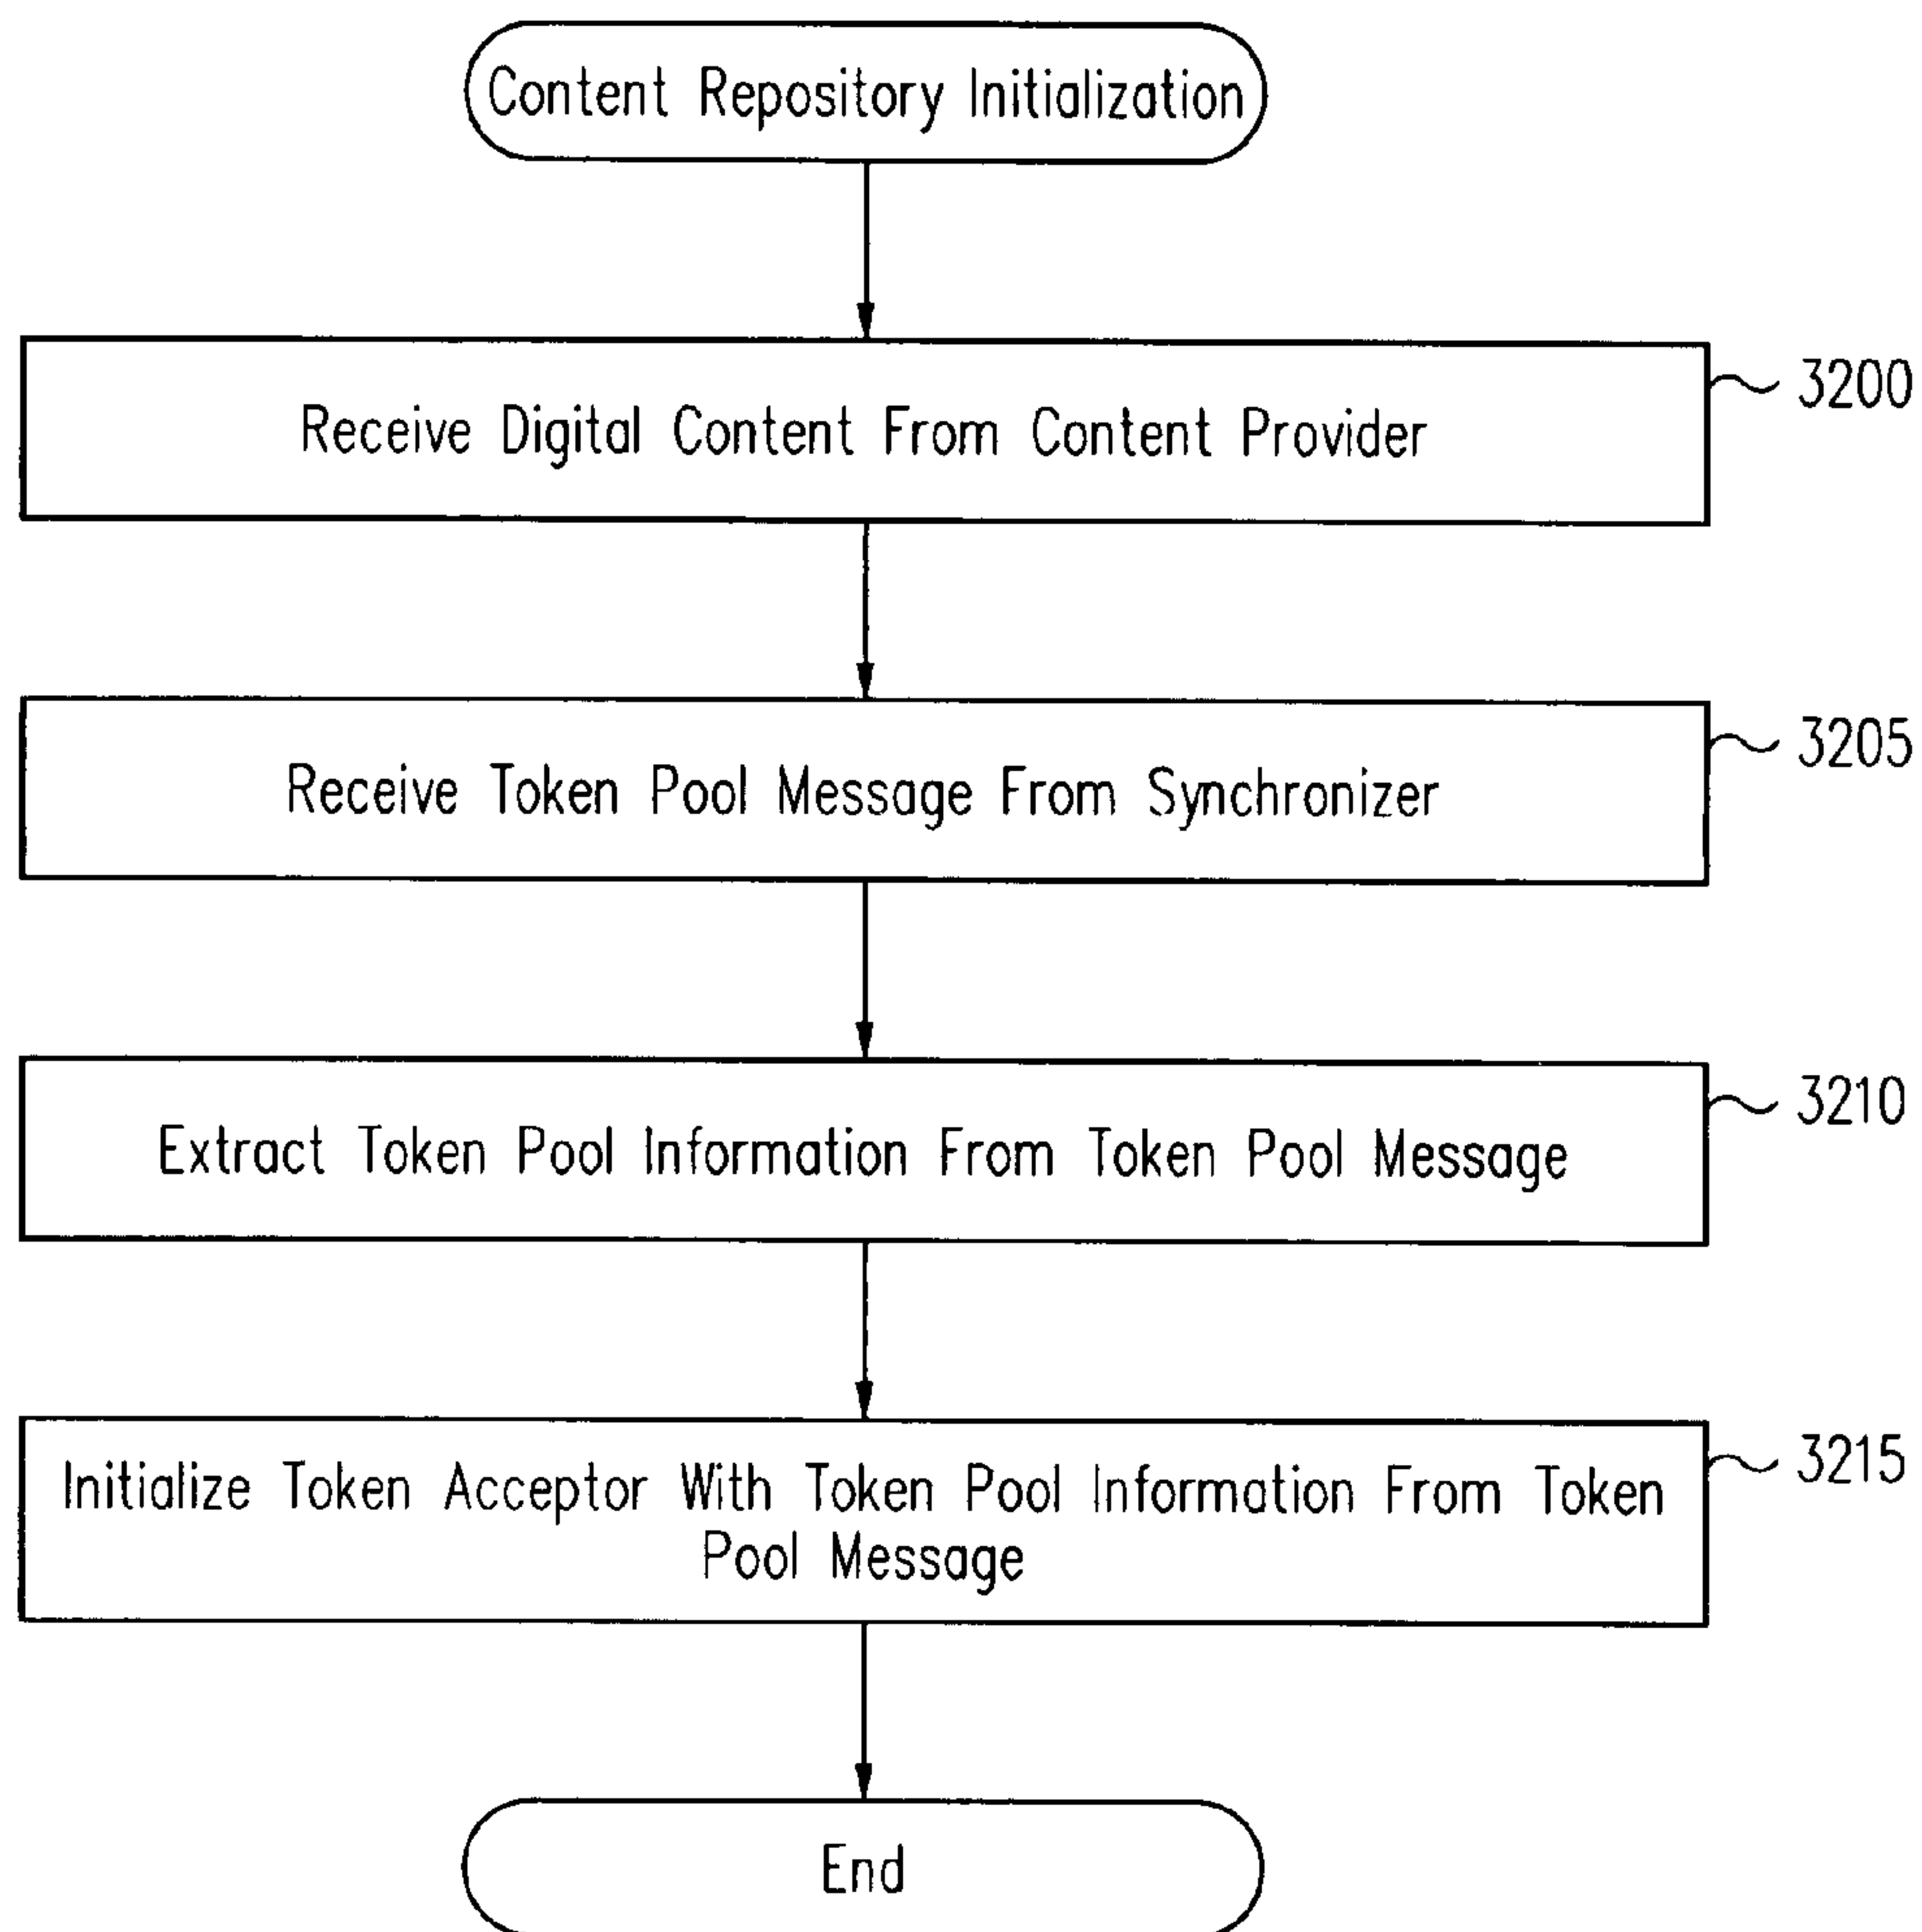 Content Repository Initialization
3200
Receive Digital Content From Content Provider
3205
Receive Token Pool Message From Synchronizer
3210
Extract Token Pool Information From Token Pool Message
3215
Initialize Token Acceptor With Token Pool Information From Token
Pool Message
End